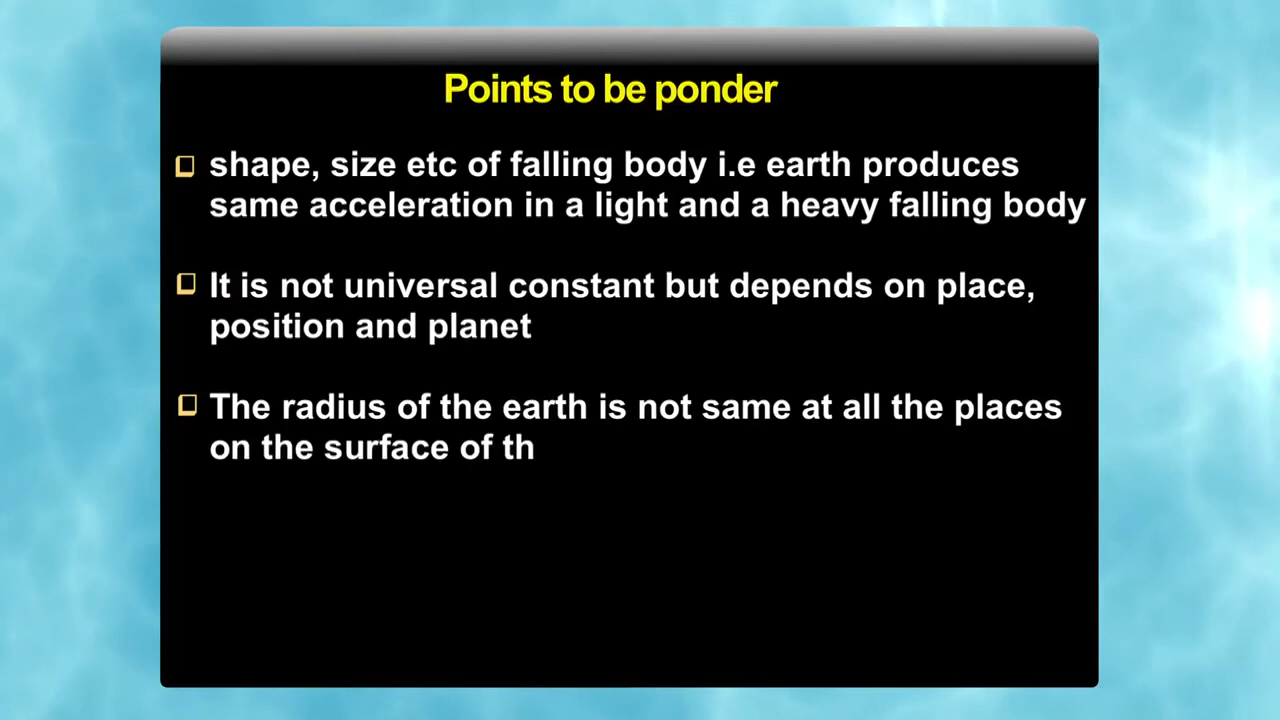 Points to be ponder
shape, size etc of falling body i.e earth produces
same acceleration in a light and a heavy falling body
It is not universal constant but depends on place,
position and planet
The radius of the earth is not same at all the places
on the surface of th